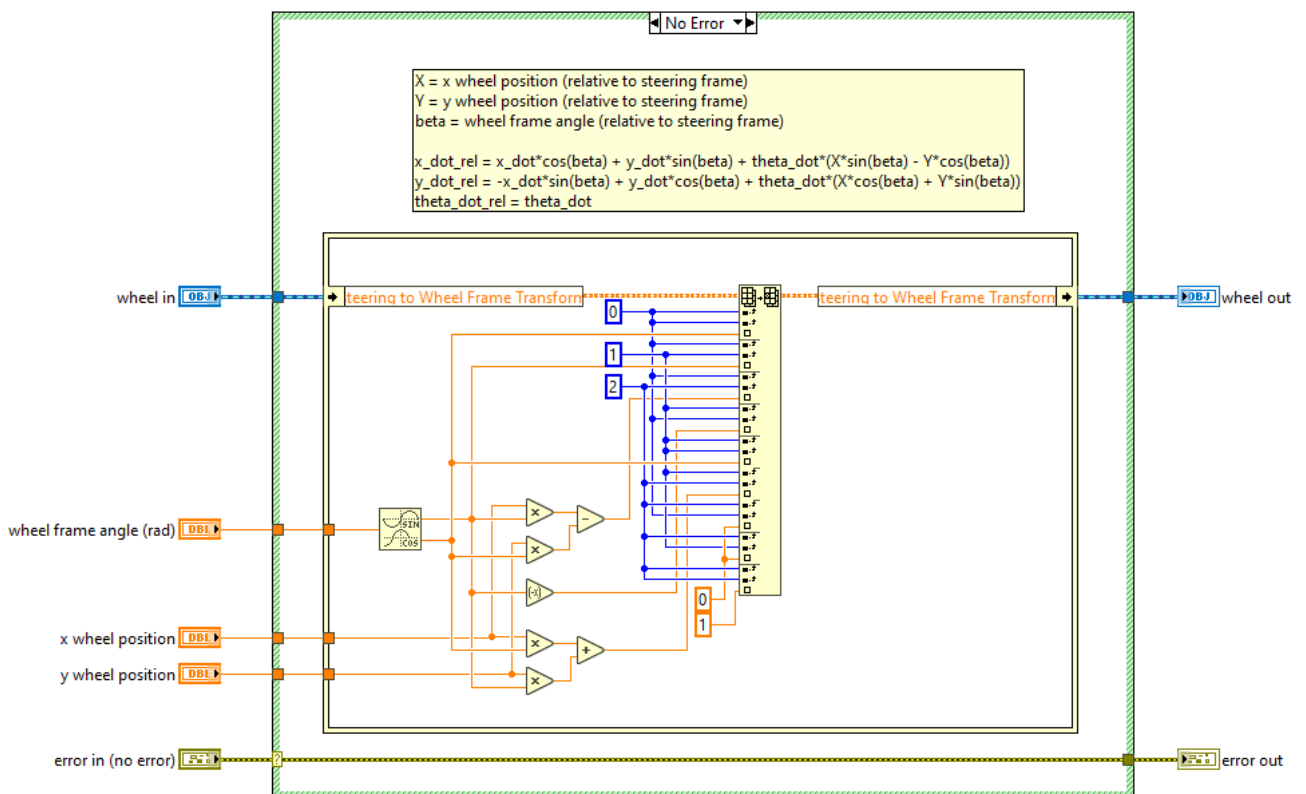 No Error
X = x wheel position (relative to steering frame)
Y = y wheel position (relative to steering frame)
beta = wheel frame angle (relative to steering frame)
x_dot_rel = x_dot*cos(beta) + y_dot*sin(beta) + theta_dot*(X*sin(beta) - Y*cos(beta))
y_dot_rel = -x_dot*sin(beta) + y_dot*cos(beta) + theta_dot*(X*cos(beta) + Y*sin(beta))
theta_dot_rel = theta_dot
wheel in
OBJ
teering to Wheel Frame Transforn
teering to Wheel Frame Transforn
OBJ
wheel out
0
1
2
wheel frame angle (rad)
DBL
SIN
COS
×
-
×
(-X)
0
1
x wheel position
DBL
×
+
y wheel position
DBL
×
error in (no error)
?
error out